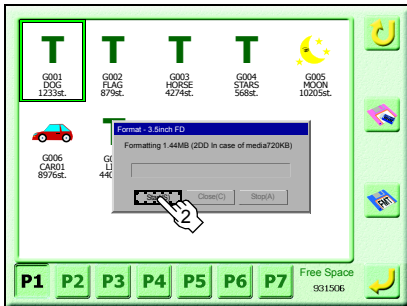 T T T
G001 G002 G003 G004 G005
DOG FLAG HORSE STARS MOON
1233st. 879st. 4274st. 568st. 10205st.
Format - 3.5inch FD
Formatting 1.44MB (2DD In case of media720KB)
G006
CAR01
8976st.
Close(C) Stop(A)
2
FMT
P1 P2 P3 P4 P5 P6 P7
Free Space
931506